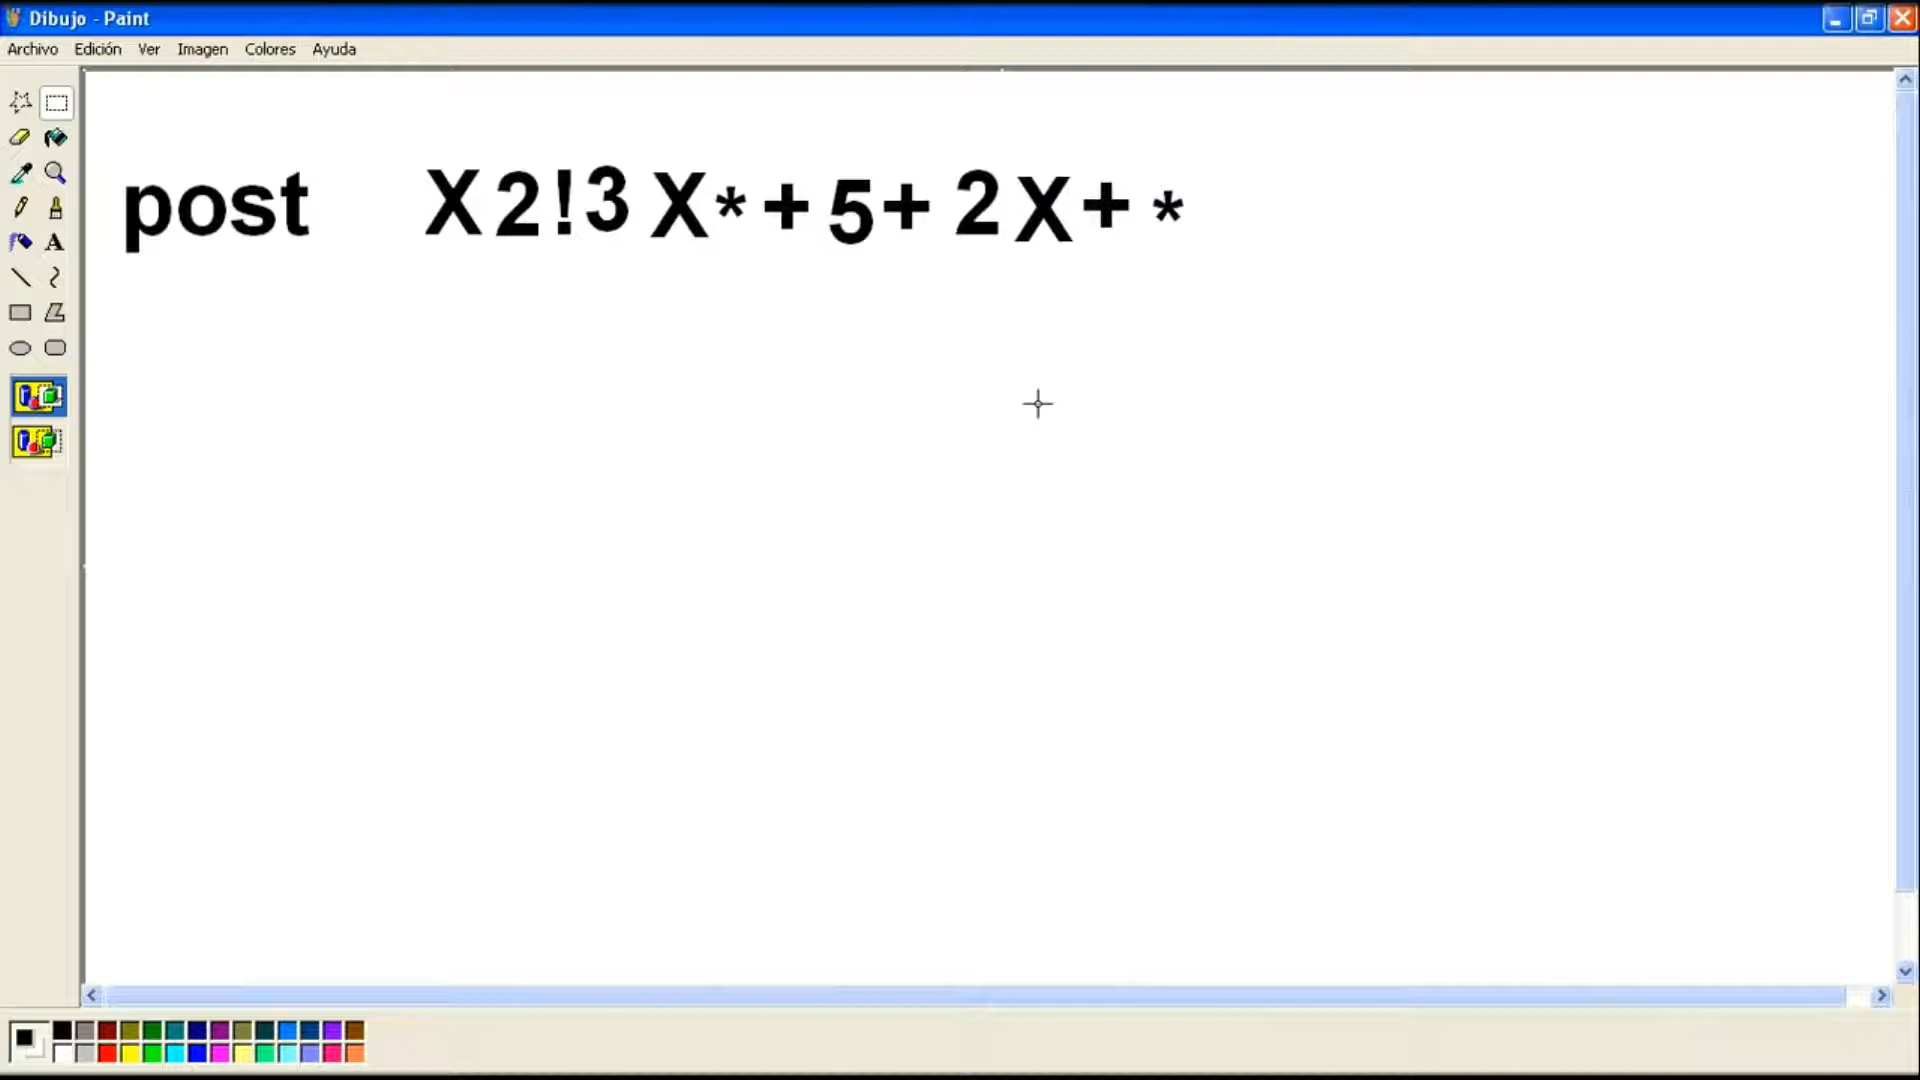 Dibujo - Paint
Archivo Edición Ver Imagen Colores Ayuda
post X 2 ! 3 X * + 5 + 2 X + *